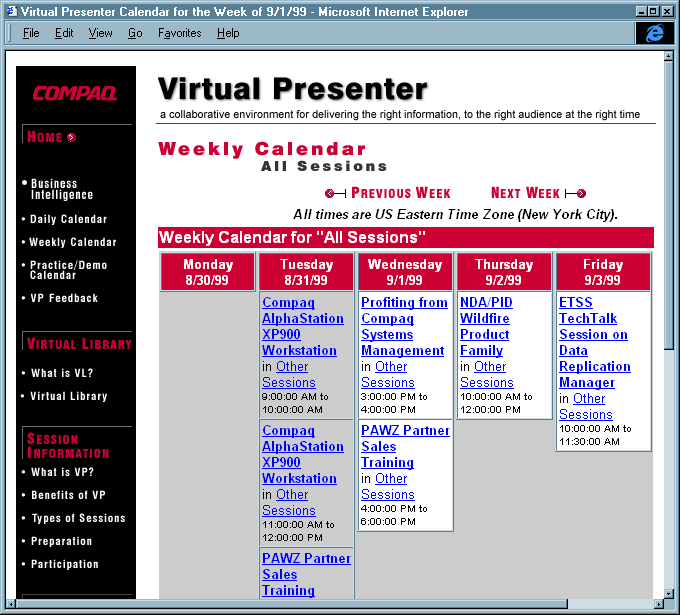 Virtual Presenter Calendar for the Week of 9/1/99 - Microsoft Internet Explorer
File Edit View Go Favorites Help
COMPAQ
HOME
Business
Intelligence
Daily Calendar
Weekly Calendar
Practice/Demo
Calendar
VP Feedback
VIRTUAL LIBRARY
What is VL?
Virtual Library
SESSION
INFORMATION
What is VP?
Benefits of VP
Types of Sessions
Preparation
Participation
Virtual Presenter
a collaborative environment for delivering the right information, to the right audience at the right time
Weekly Calendar
All Sessions
PREVIOUS WEEK NEXT WEEK
All times are US Eastern Time Zone (New York City).
Weekly Calendar for "All Sessions"
Monday
8/30/99
Tuesday
8/31/99
Compaq
AlphaStation
XP900
Workstation
in Other
Sessions
9:00:00 AM to
10:00:00 AM
Compaq
AlphaStation
XP900
Workstation
in Other
Sessions
11:00:00 AM to
12:00:00 PM
PAWZ Partner
Sales
Training
Wednesday
9/1/99
Profiting from
Compaq
Systems
Management
in Other
Sessions
3:00:00 PM to
4:00:00 PM
PAWZ Partner
Sales
Training
in Other
Sessions
4:00:00 PM to
6:00:00 PM
Thursday
9/2/99
NDA/PID
Wildfire
Product
Family
in Other
Sessions
10:00:00 AM to
12:00:00 PM
Friday
9/3/99
ETSS
TechTalk
Session on
Data
Replication
Manager
in Other
Sessions
10:00:00 AM to
11:30:00 AM